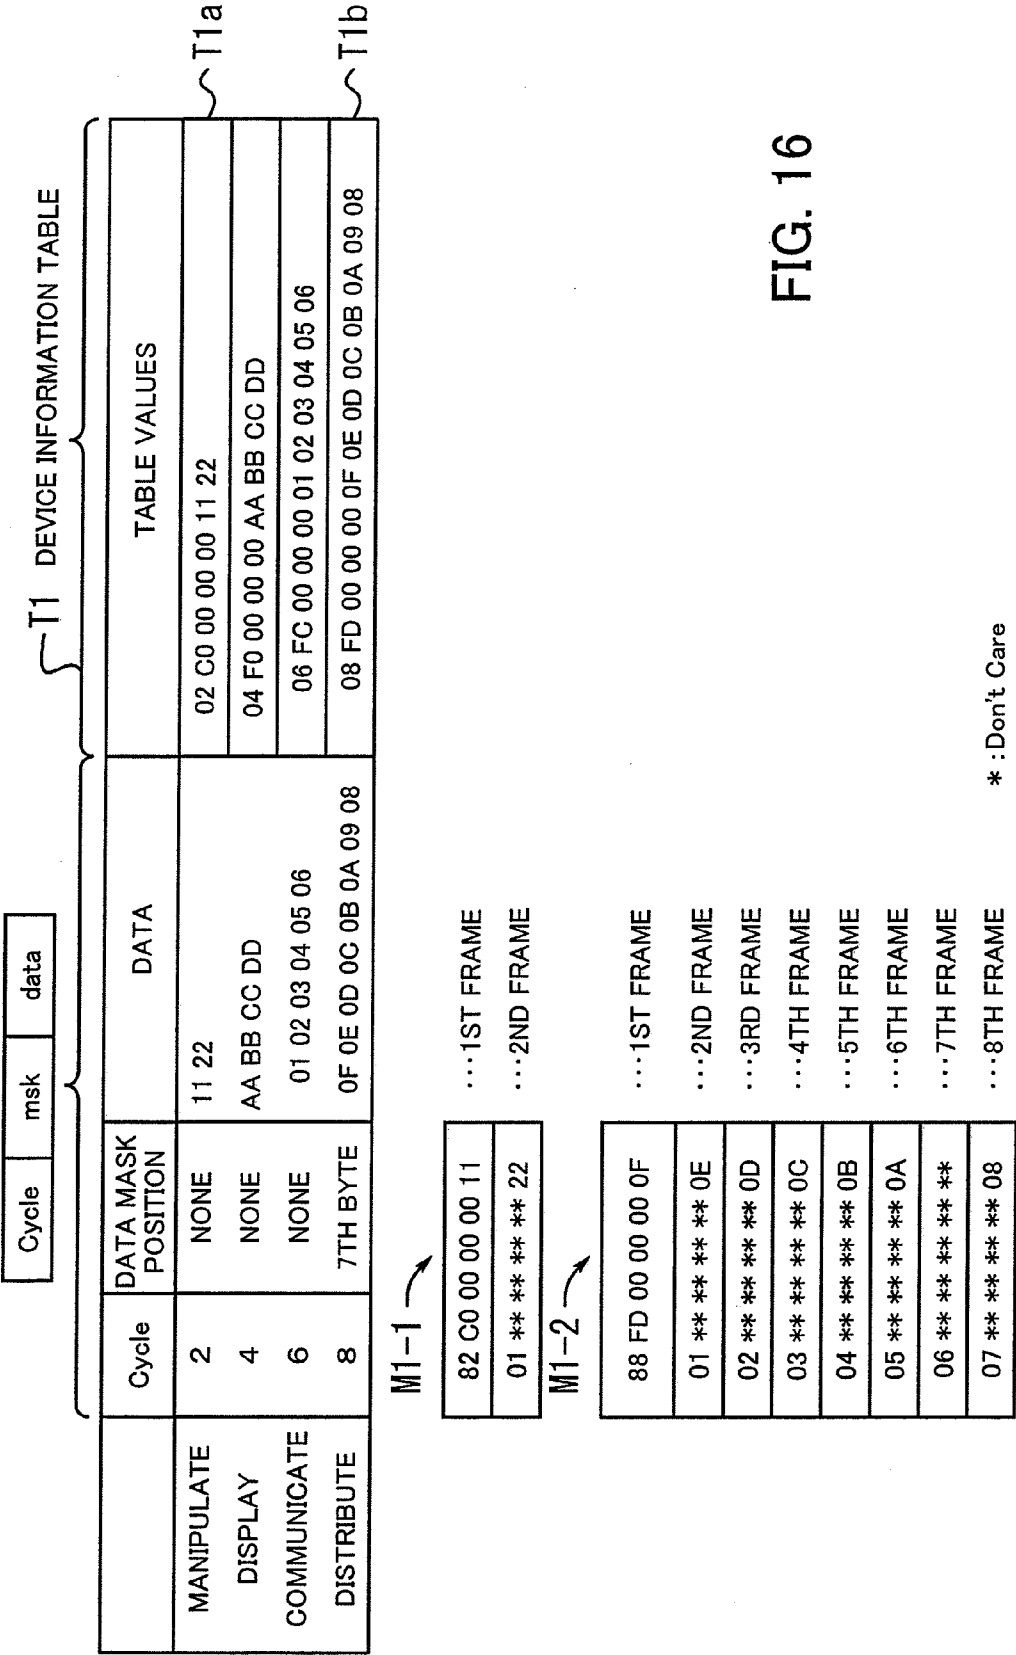 Cycle msk data
T1 DEVICE INFORMATION TABLE
Cycle DATA MASK POSITION DATA TABLE VALUES
MANIPULATE 2 NONE 11 22 02 C0 00 00 00 11 22 T1a
DISPLAY 4 NONE AA BB CC DD 04 F0 00 00 00 AA BB CC DD
COMMUNICATE 6 NONE 01 02 03 04 05 06 06 FC 00 00 00 01 02 03 04 05 06
DISTRIBUTE 8 7TH BYTE 0F 0E 0D 0C 0B 0A 09 08 08 FD 00 00 00 0F 0E 0D 0C 0B 0A 09 08 T1b
M1-1
82 C0 00 00 00 11 ···1ST FRAME
01 ** ** ** ** 22 ···2ND FRAME
M1-2
88 FD 00 00 00 0F ···1ST FRAME
01 ** ** ** ** 0E ···2ND FRAME
02 ** ** ** ** 0D ···3RD FRAME
03 ** ** ** ** 0C ···4TH FRAME
04 ** ** ** ** 0B ···5TH FRAME
05 ** ** ** ** 0A ···6TH FRAME
06 ** ** ** ** ** ···7TH FRAME
07 ** ** ** ** 08 ···8TH FRAME
* :Don't Care
FIG. 16